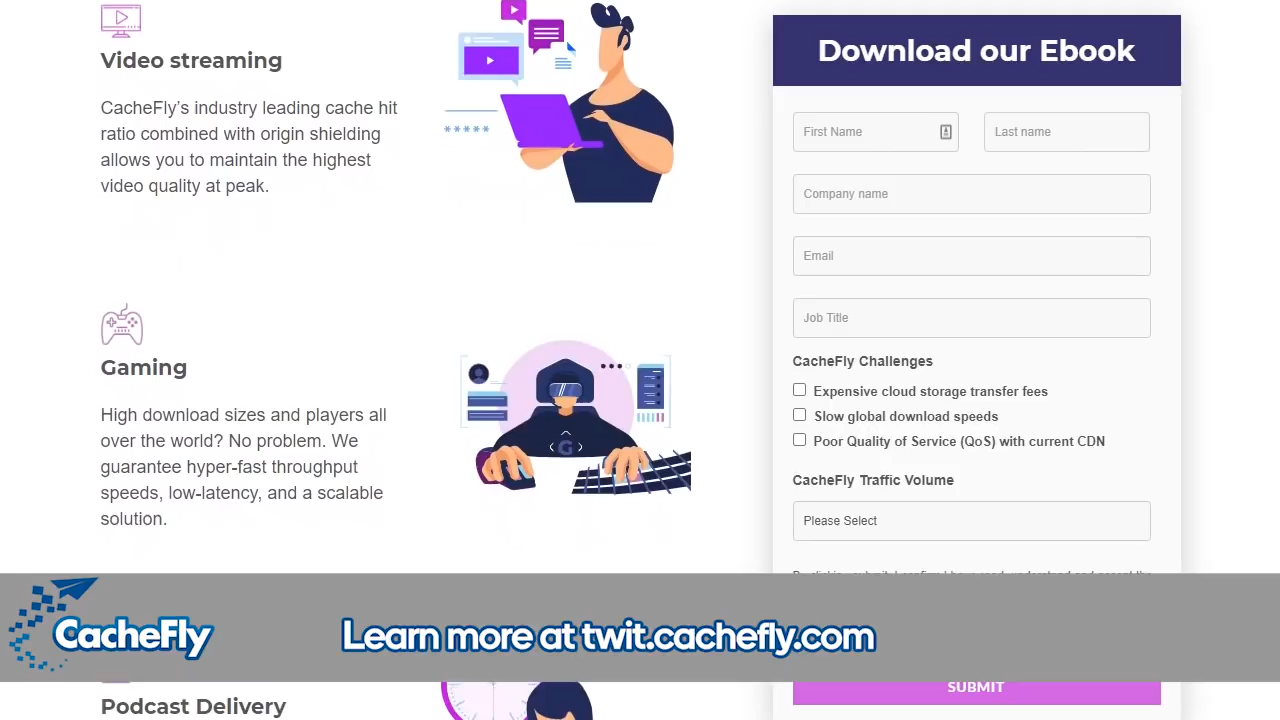 Video streaming
CacheFly's industry leading cache hit
ratio combined with origin shielding
allows you to maintain the highest
video quality at peak.
Gaming
High download sizes and players all
over the world? No problem. We
guarantee hyper-fast throughput
speeds, low-latency, and a scalable
solution.
Podcast Delivery
Download our Ebook
First Name
Last name
Company name
Email
Job Title
CacheFly Challenges
Expensive cloud storage transfer fees
Slow global download speeds
Poor Quality of Service (QoS) with current CDN
CacheFly Traffic Volume
Please Select
SUBMIT
G
CacheFly
Learn more at twit.cachefly.com